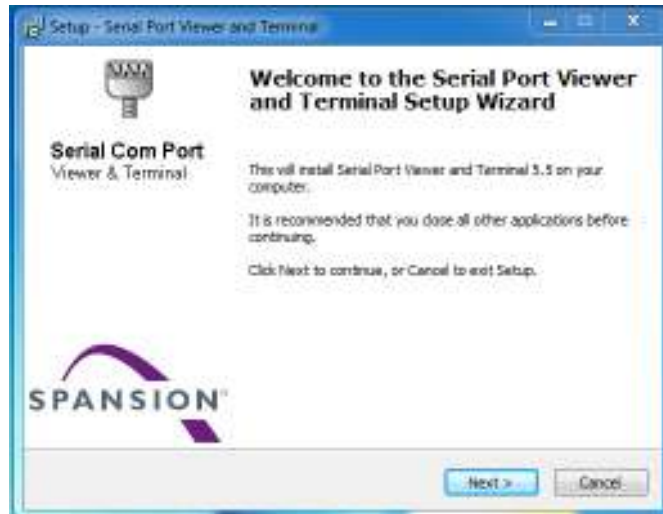 Setup - Serial Port Viewer and Terminal
Welcome to the Serial Port Viewer
and Terminal Setup Wizard
Serial Com Port
Viewer & Terminal
This will install Serial Port Viewer and Terminal 5.5 on your
computer.
It is recommended that you close all other applications before
continuing.
Click Next to continue, or Cancel to exit Setup.
SPANSION®
Next >
Cancel